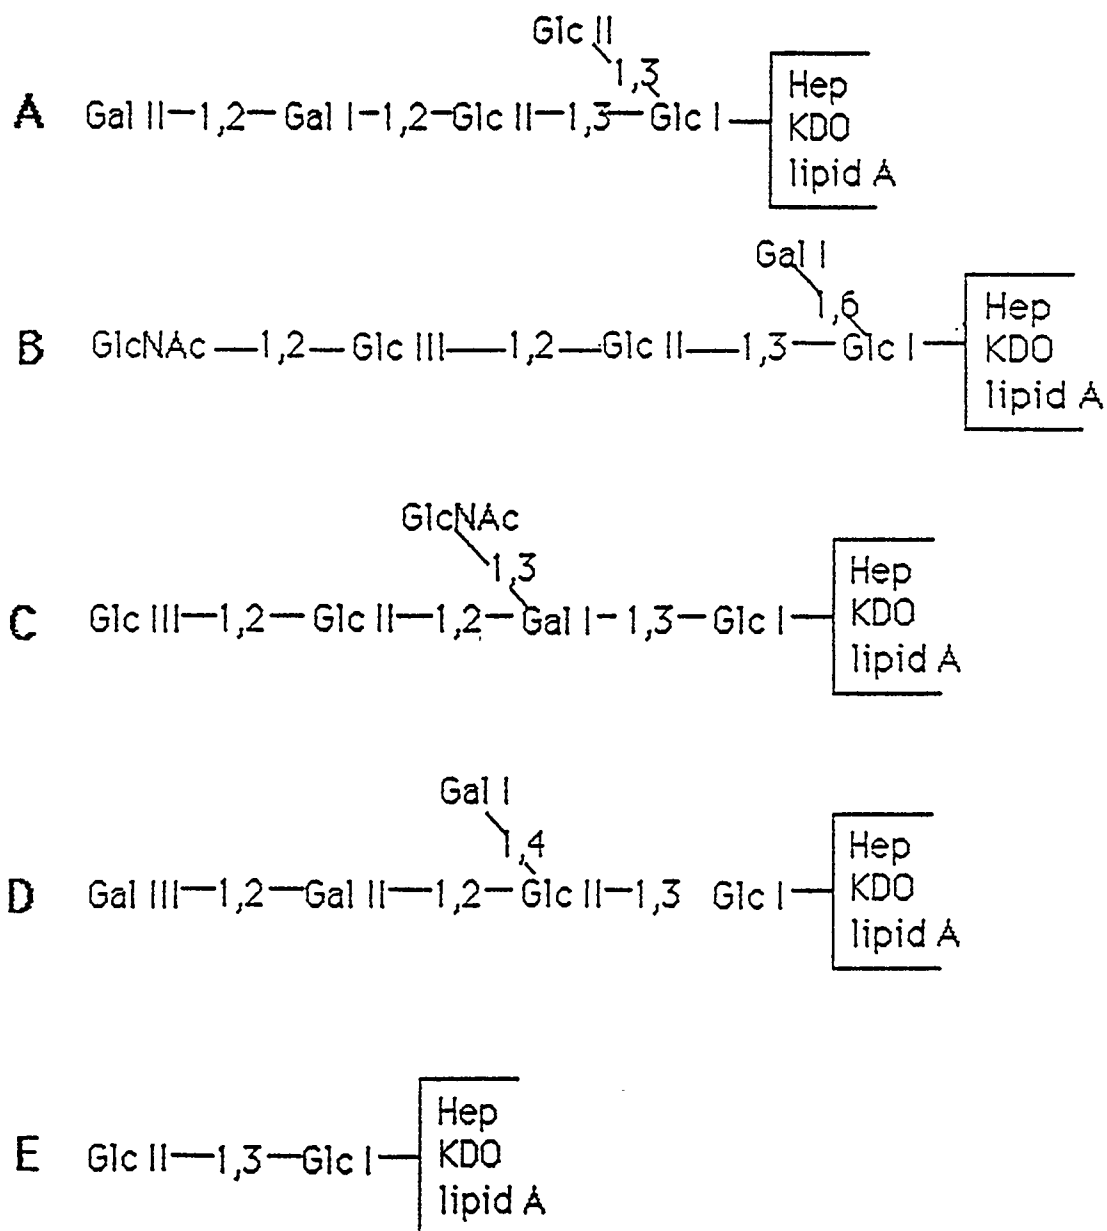 Glc II
1,3
A Gal II—1,2—Gal I—1,2—Glc II—1,3—Glc I—
Hep
KDO
lipid A
Gal I
1,6
B GlcNAc—1,2—Glc III—1,2—Glc II—1,3—Glc I—
Hep
KDO
lipid A
GlcNAc
1,3
C Glc III—1,2—Glc II—1,2—Gal I—1,3—Glc I—
Hep
KDO
lipid A
Gal I
1,4
D Gal III—1,2—Gal II—1,2—Glc II—1,3 Glc I—
Hep
KDO
lipid A
E Glc II—1,3—Glc I—
Hep
KDO
lipid A